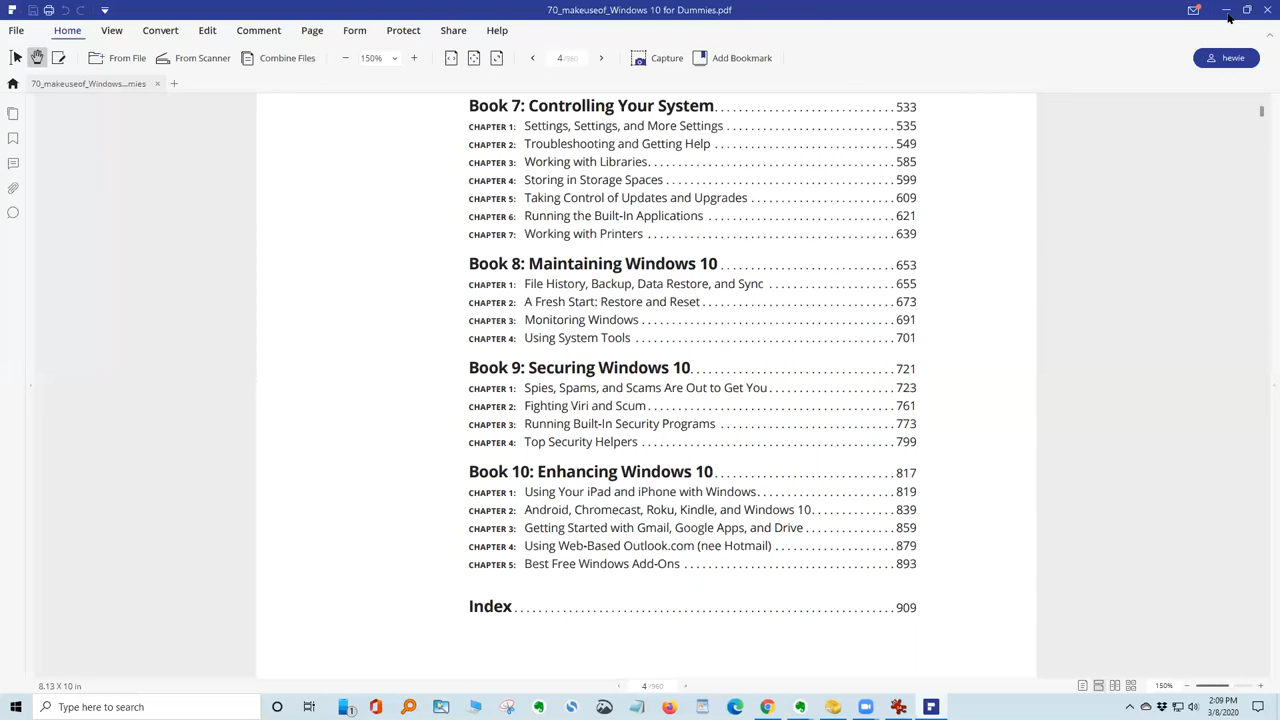 70_makeuseof_Windows 10 for Dummies.pdf
File Home View Convert Edit Comment Page Form Protect Share Help
From File From Scanner Combine Files 150% 4/960 Capture Add Bookmark hewie
70_makeuseof_Windows...mies
Book 7: Controlling Your System 533
CHAPTER 1: Settings, Settings, and More Settings 535
CHAPTER 2: Troubleshooting and Getting Help 549
CHAPTER 3: Working with Libraries 585
CHAPTER 4: Storing in Storage Spaces 599
CHAPTER 5: Taking Control of Updates and Upgrades 609
CHAPTER 6: Running the Built-In Applications 621
CHAPTER 7: Working with Printers 639
Book 8: Maintaining Windows 10 653
CHAPTER 1: File History, Backup, Data Restore, and Sync 655
CHAPTER 2: A Fresh Start: Restore and Reset 673
CHAPTER 3: Monitoring Windows 691
CHAPTER 4: Using System Tools 701
Book 9: Securing Windows 10 721
CHAPTER 1: Spies, Spams, and Scams Are Out to Get You 723
CHAPTER 2: Fighting Viri and Scum 761
CHAPTER 3: Running Built-In Security Programs 773
CHAPTER 4: Top Security Helpers 799
Book 10: Enhancing Windows 10 817
CHAPTER 1: Using Your iPad and iPhone with Windows 819
CHAPTER 2: Android, Chromecast, Roku, Kindle, and Windows 10 839
CHAPTER 3: Getting Started with Gmail, Google Apps, and Drive 859
CHAPTER 4: Using Web-Based Outlook.com (nee Hotmail) 879
CHAPTER 5: Best Free Windows Add-Ons 893
Index 909
8.13 X 10 in 4/960 150%
Type here to search
2:09 PM
3/8/2020